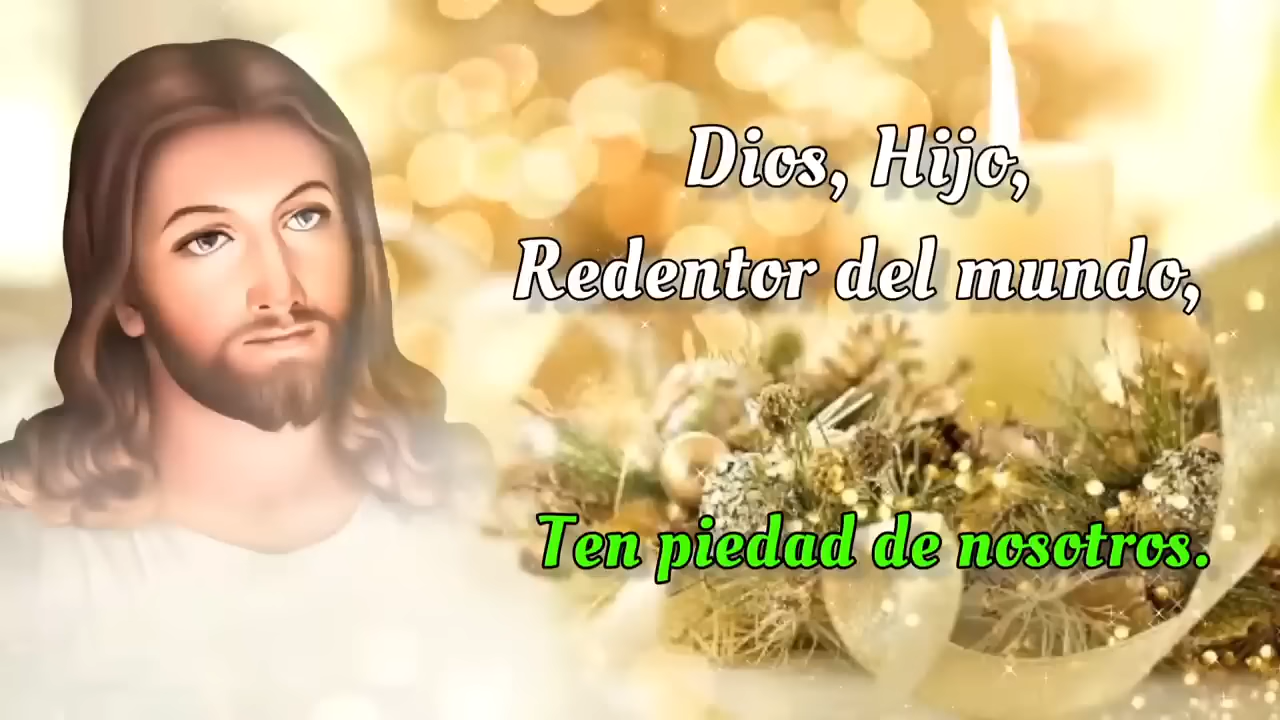 Dios, Hijo,
Redentor del mundo,
Ten piedad de nosotros.